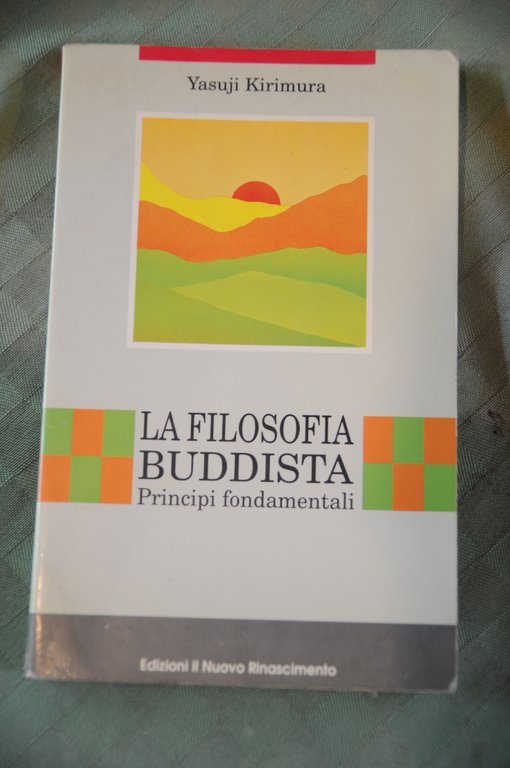 Yasuji Kirimura
LA FILOSOFIA
BUDDISTA
Principi fondamentali
Edizioni il Nuovo Rinascimento